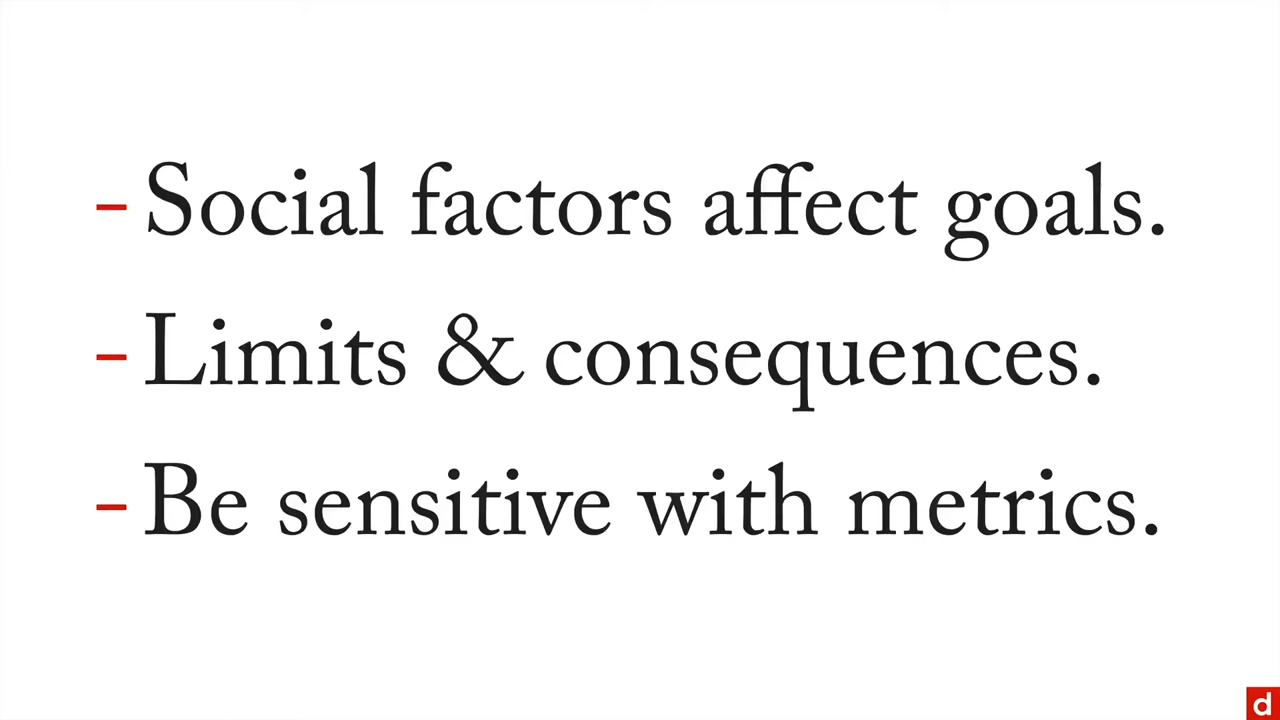 – Social factors affect goals.
– Limits & consequences.
– Be sensitive with metrics.
d